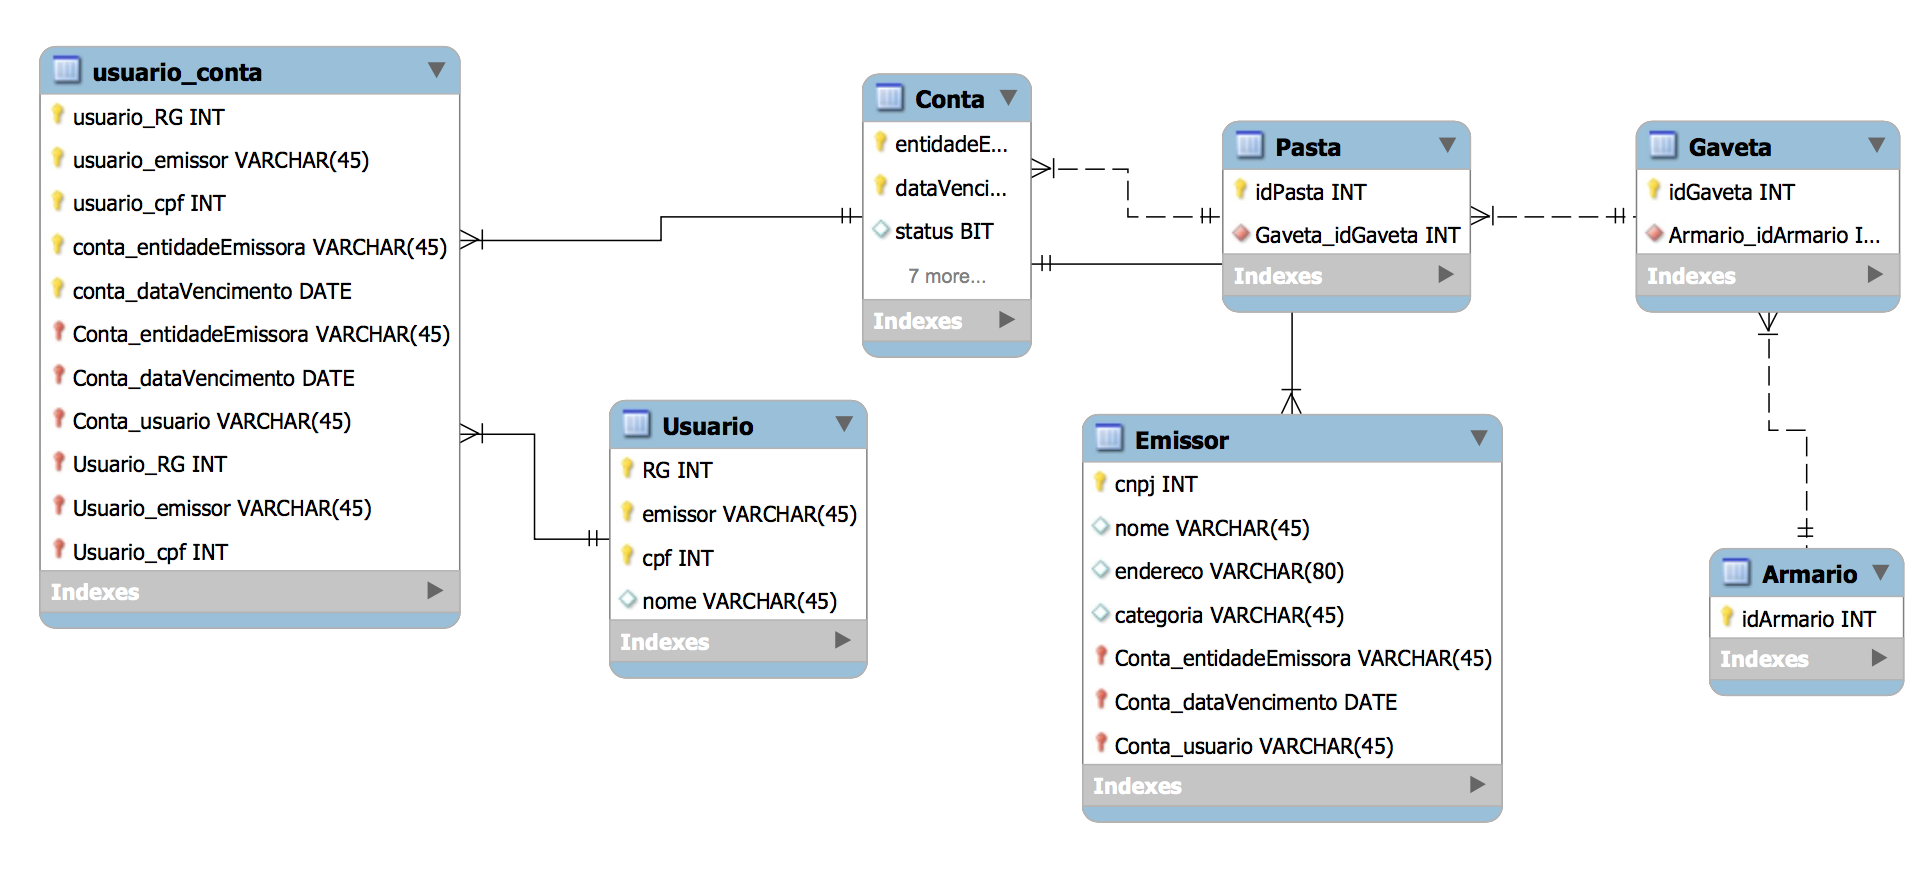 usuario_conta
usuario_RG INT
usuario_emissor VARCHAR(45)
usuario_cpf INT
conta_entidadeEmissora VARCHAR(45)
conta_dataVencimento DATE
Conta_entidadeEmissora VARCHAR(45)
Conta_dataVencimento DATE
Conta_usuario VARCHAR(45)
Usuario_RG INT
Usuario_emissor VARCHAR(45)
Usuario_cpf INT
Indexes
Usuario
RG INT
emissor VARCHAR(45)
cpf INT
nome VARCHAR(45)
Indexes
Conta
entidadeE...
dataVenci...
status BIT
7 more...
Indexes
Pasta
idPasta INT
Gaveta_idGaveta INT
Indexes
Emissor
cnpj INT
nome VARCHAR(45)
endereco VARCHAR(80)
categoria VARCHAR(45)
Conta_entidadeEmissora VARCHAR(45)
Conta_dataVencimento DATE
Conta_usuario VARCHAR(45)
Indexes
Gaveta
idGaveta INT
Armario_idArmario I...
Indexes
Armario
idArmario INT
Indexes